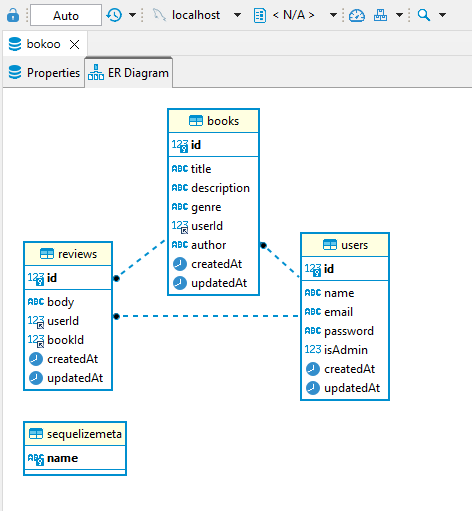 Auto
localhost
< N/A >
bokoo
Properties
ER Diagram
books
123 id
ABC title
ABC description
ABC genre
123 userId
ABC author
createdAt
updatedAt
reviews
123 id
ABC body
123 userId
123 bookId
createdAt
updatedAt
users
123 id
ABC name
ABC email
ABC password
123 isAdmin
createdAt
updatedAt
sequelizemeta
ABC name